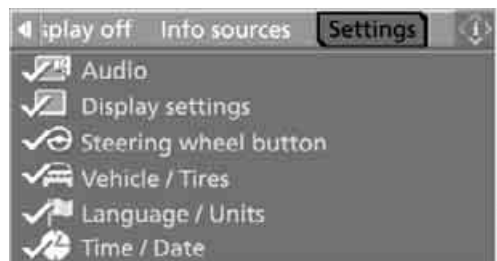 splay off Info sources Settings
Audio
Display settings
Steering wheel button
Vehicle / Tires
Language / Units
Time / Date